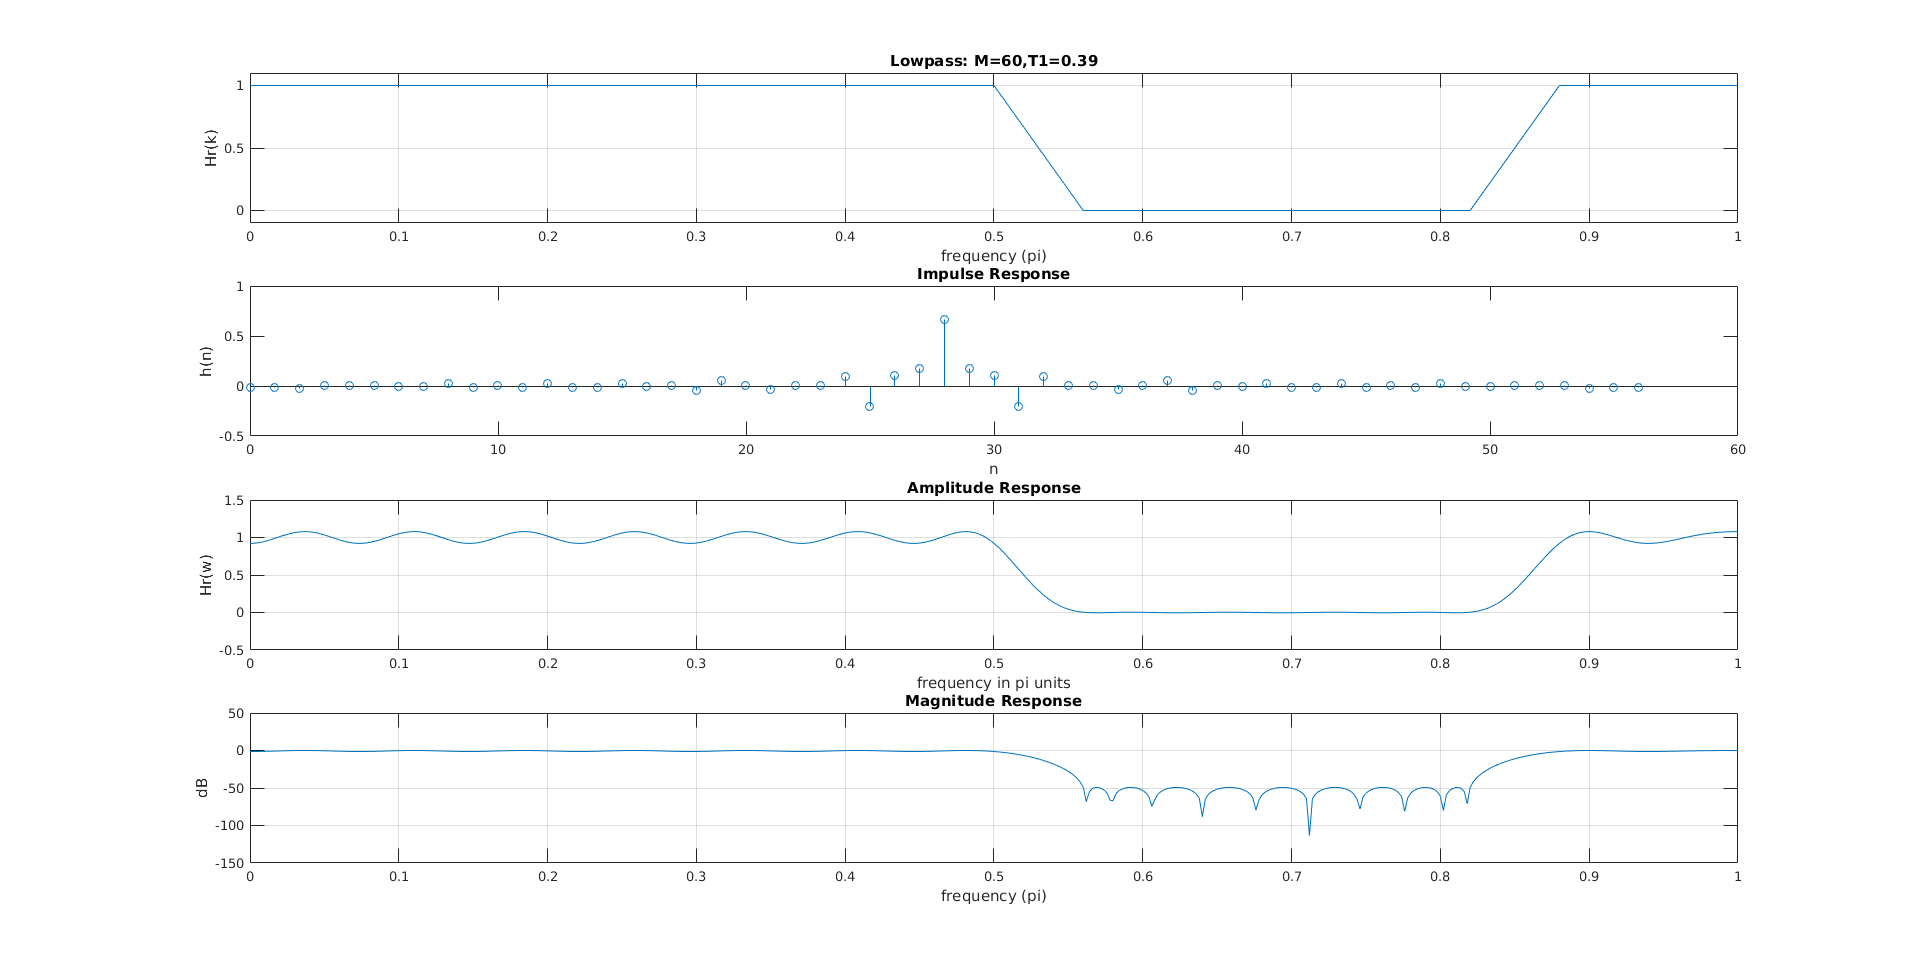 Lowpass: M=60,T1=0.39
Hr(k)
1
0.5
0
0 0.1 0.2 0.3 0.4 0.5 0.6 0.7 0.8 0.9 1
frequency (pi)
Impulse Response
h(n)
1
0.5
0
-0.5
0 10 20 30 40 50 60
n
Amplitude Response
Hr(w)
1.5
1
0.5
0
-0.5
0 0.1 0.2 0.3 0.4 0.5 0.6 0.7 0.8 0.9 1
frequency in pi units
Magnitude Response
dB
50
0
-50
-100
-150
0 0.1 0.2 0.3 0.4 0.5 0.6 0.7 0.8 0.9 1
frequency (pi)